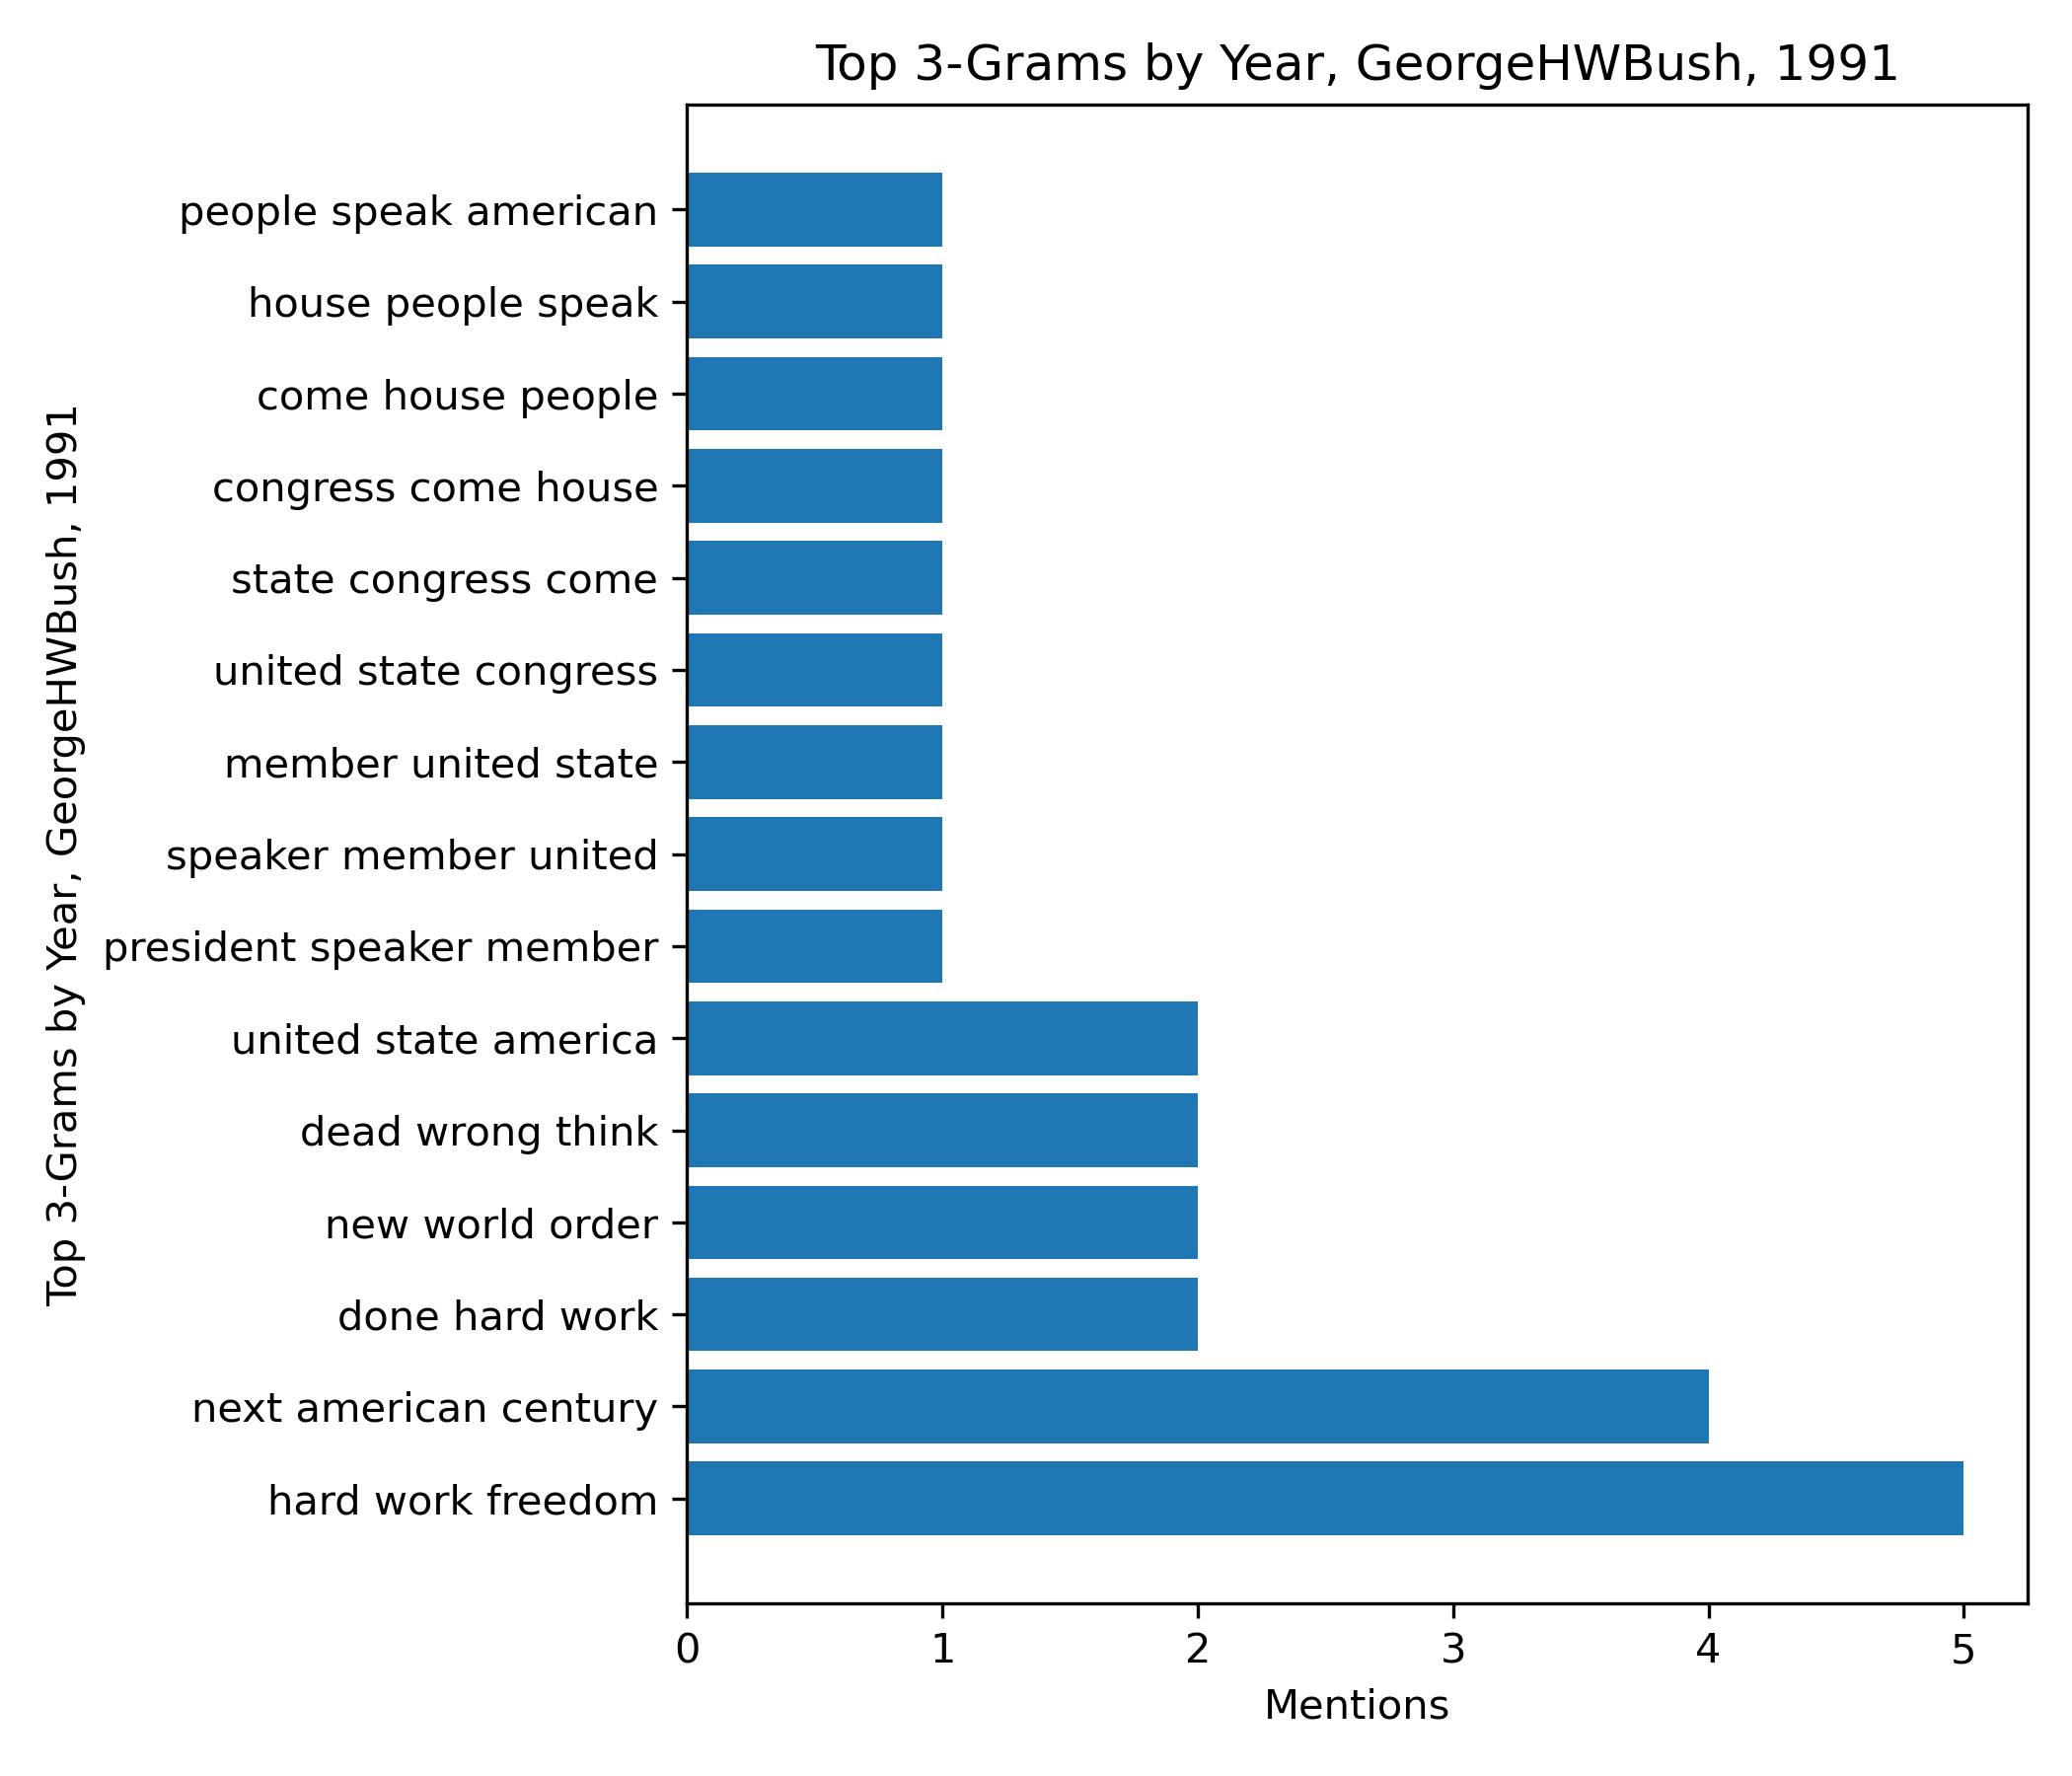 Top 3-Grams by Year, GeorgeHWBush, 1991
Top 3-Grams by Year, GeorgeHWBush, 1991
people speak american
house people speak
come house people
congress come house
state congress come
united state congress
member united state
speaker member united
president speaker member
united state america
dead wrong think
new world order
done hard work
next american century
hard work freedom
0 1 2 3 4 5
Mentions